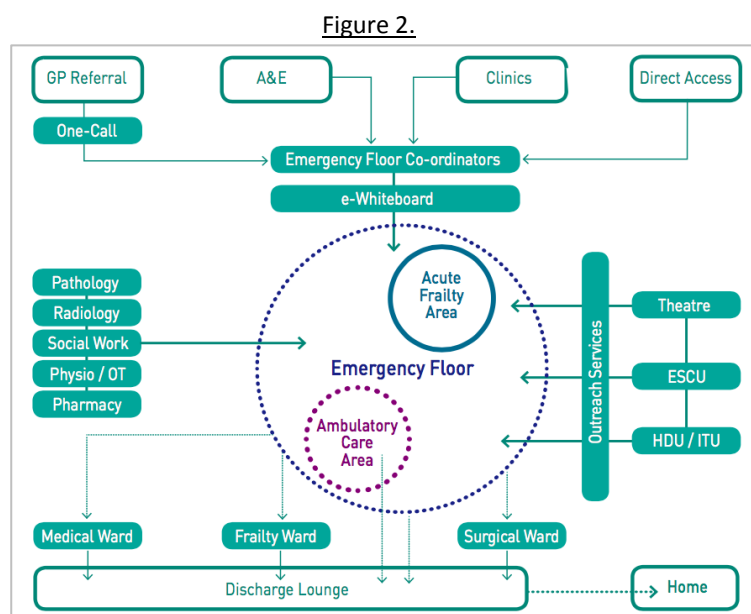 Figure 2.
GP Referral
A&E
Clinics
Direct Access
One-Call
Emergency Floor Co-ordinators
e-Whiteboard
Pathology
Radiology
Social Work
Physio / OT
Pharmacy
Acute
Frailty
Area
Emergency Floor
Ambulatory
Care
Area
Outreach Services
Theatre
ESCU
HDU / ITU
Medical Ward
Frailty Ward
Surgical Ward
Discharge Lounge
Home